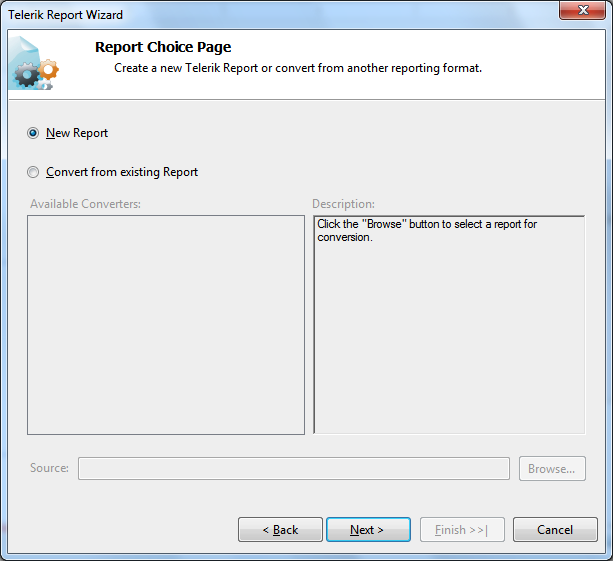 Telerik Report Wizard
Report Choice Page
Create a new Telerik Report or convert from another reporting format.
New Report
Convert from existing Report
Available Converters:
Description:
Click the "Browse" button to select a report for
conversion.
Source:
Browse...
< Back
Next >
Finish >>|
Cancel